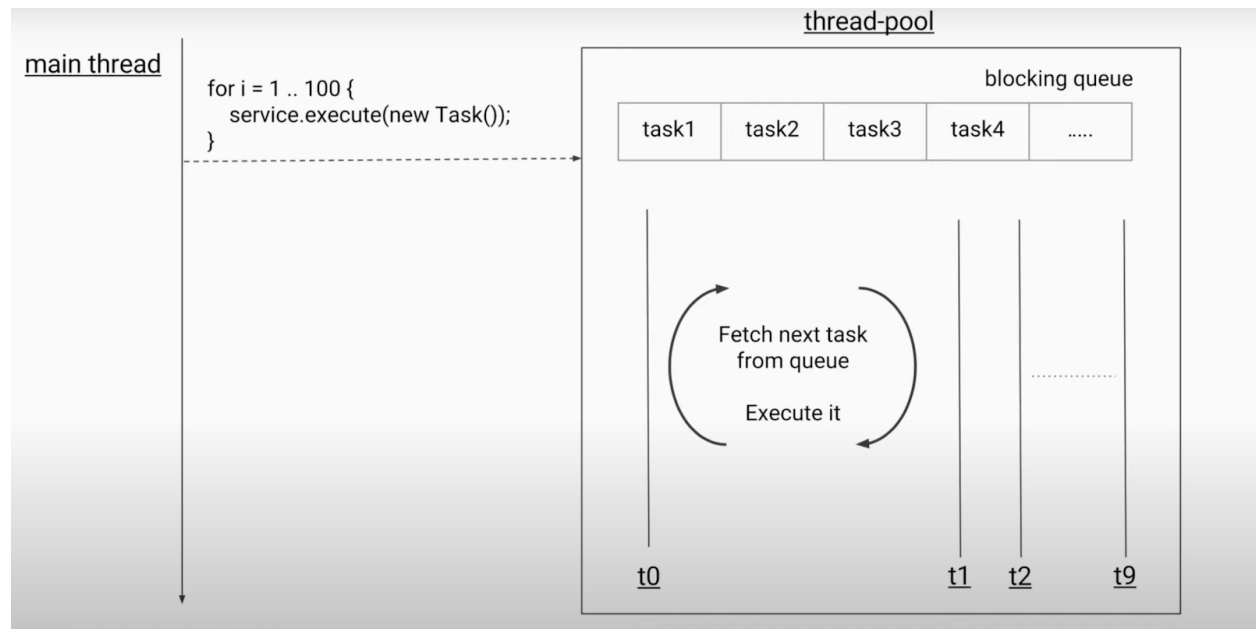 thread-pool
main thread
for i = 1 .. 100 {
service.execute(new Task());
}
blocking queue
task1 task2 task3 task4 .....
Fetch next task
from queue
Execute it
t0 t1 t2 t9